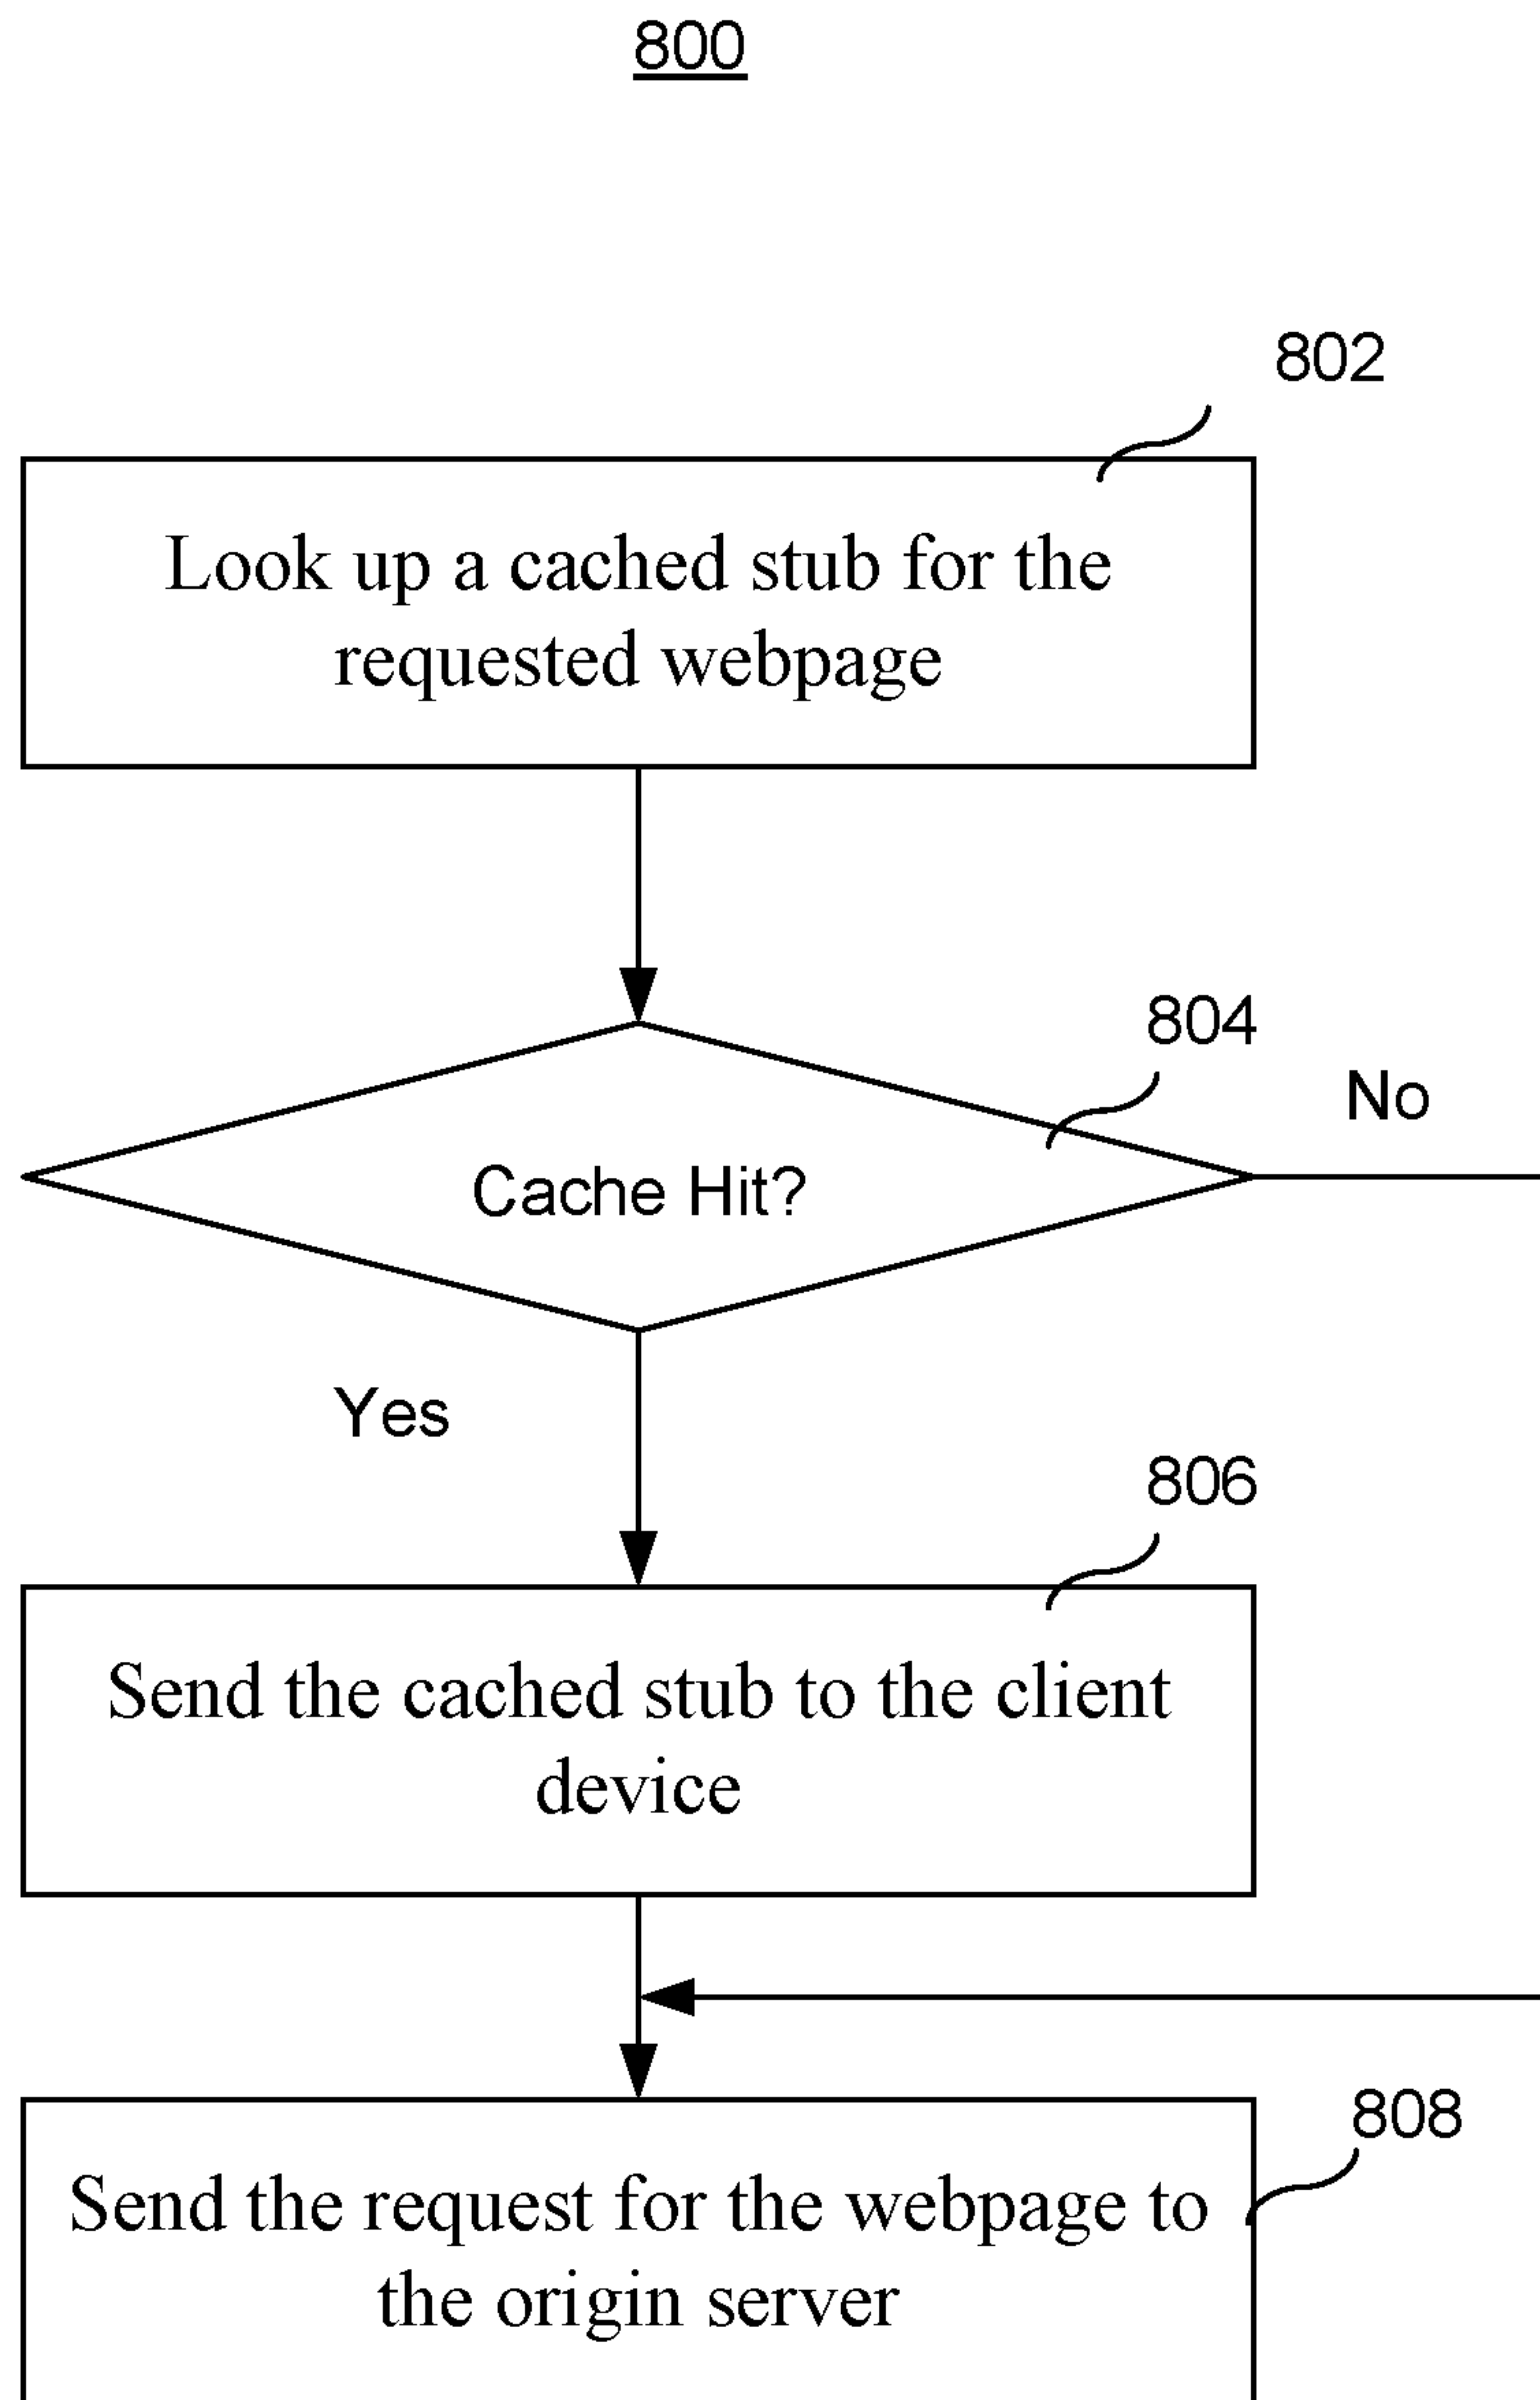 800
802
Look up a cached stub for the
requested webpage
804
No
Cache Hit?
Yes
806
Send the cached stub to the client
device
808
Send the request for the webpage to
the origin server